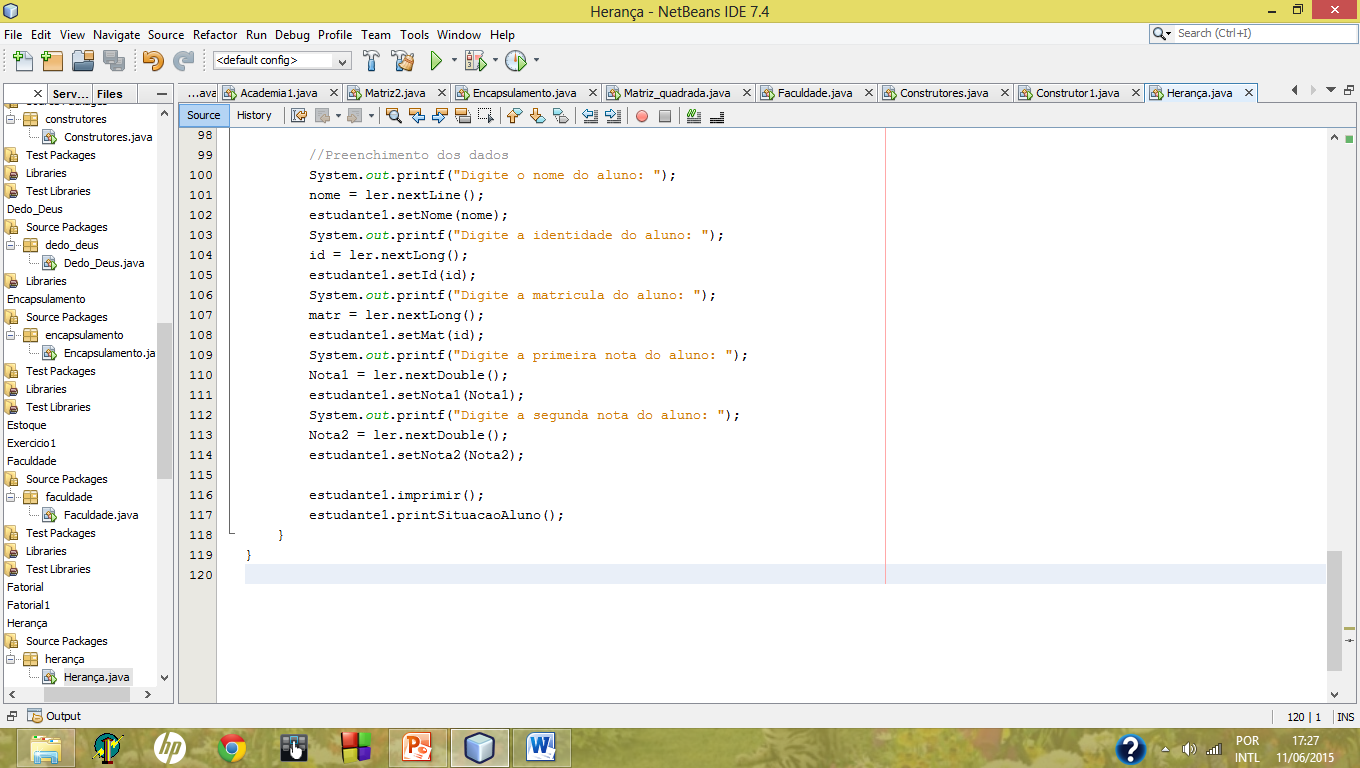 Herança - NetBeans IDE 7.4
File Edit View Navigate Source Refactor Run Debug Profile Team Tools Window Help
Search (Ctrl+I)
<default config>
Serv... Files
...ava Academia1.java Matriz2.java Encapsulamento.java Matriz_quadrada.java Faculdade.java Construtores.java Construtor1.java Herança.java
Source History
Source Packages
construtores
Construtores.java
Test Packages
Libraries
Test Libraries
Dedo_Deus
Source Packages
dedo_deus
Dedo_Deus.java
Libraries
Encapsulamento
Source Packages
encapsulamento
Encapsulamento.ja
Test Packages
Libraries
Test Libraries
Estoque
Exercicio1
Faculdade
Source Packages
faculdade
Faculdade.java
Test Packages
Libraries
Test Libraries
Fatorial
Fatorial1
Herança
Source Packages
herança
Herança.java
98
99 //Preenchimento dos dados
100 System.out.printf("Digite o nome do aluno: ");
101 nome = ler.nextLine();
102 estudante1.setNome(nome);
103 System.out.printf("Digite a identidade do aluno: ");
104 id = ler.nextLong();
105 estudante1.setId(id);
106 System.out.printf("Digite a matricula do aluno: ");
107 matr = ler.nextLong();
108 estudante1.setMat(id);
109 System.out.printf("Digite a primeira nota do aluno: ");
110 Nota1 = ler.nextDouble();
111 estudante1.setNota1(Nota1);
112 System.out.printf("Digite a segunda nota do aluno: ");
113 Nota2 = ler.nextDouble();
114 estudante1.setNota2(Nota2);
115
116 estudante1.imprimir();
117 estudante1.printSituacaoAluno();
118 }
119 }
120
Output
120 | 1 INS
POR 17:27
INTL 11/06/2015